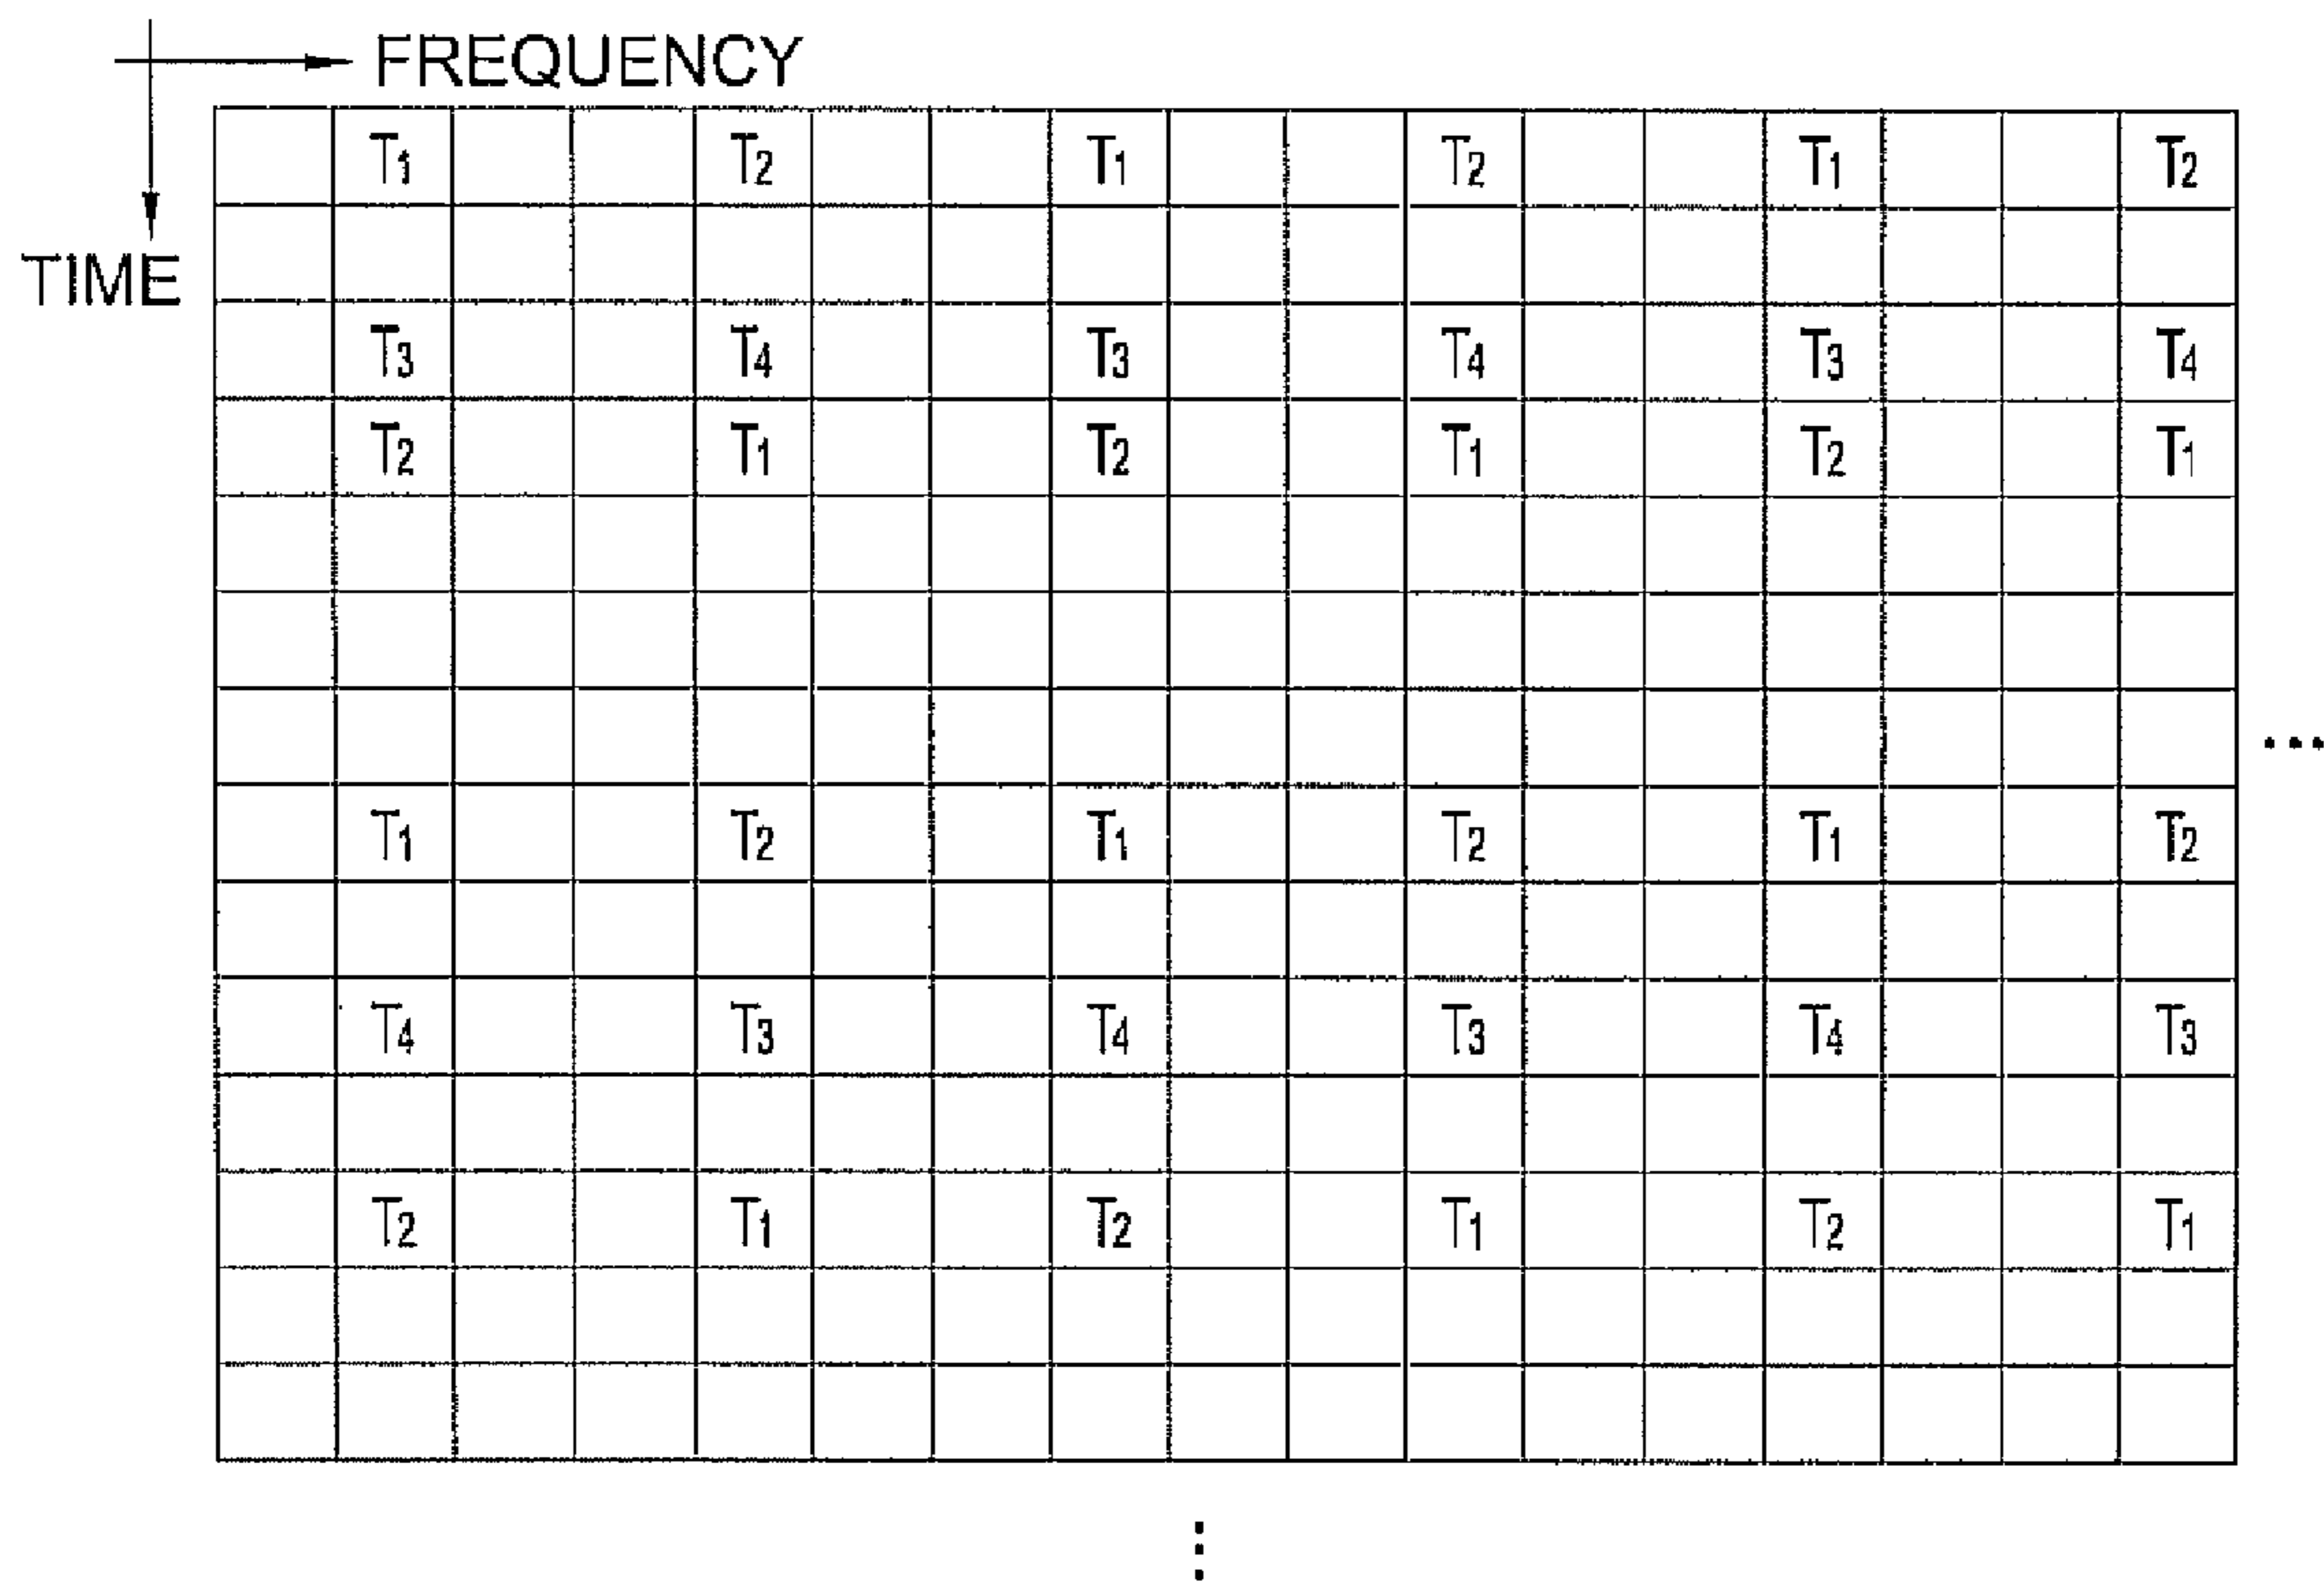 FREQUENCY
TIME
T1 T2 T1 T2 T1 T2
T3 T4 T3 T4 T3 T4
T2 T1 T2 T1 T2 T1
...
T1 T2 T1 T2 T1 T2
T4 T3 T4 T3 T4 T3
T2 T1 T2 T1 T2 T1
⋮